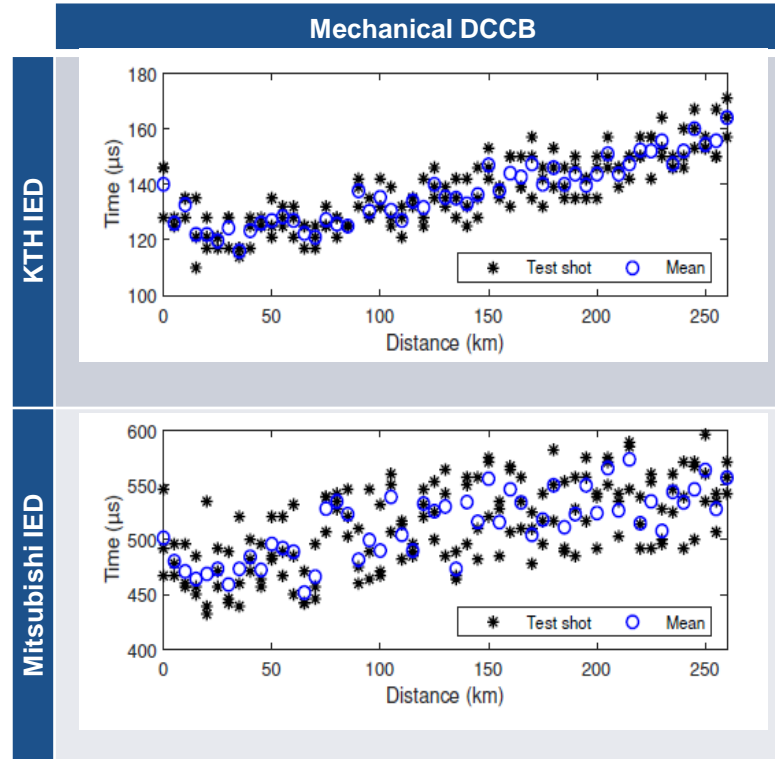 Mechanical DCCB
KTH IED
180
160
140
120
100
Time (µs)
0 50 100 150 200 250
Distance (km)
Test shot Mean
Mitsubishi IED
600
550
500
450
400
Time (µs)
0 50 100 150 200 250
Distance (km)
Test shot Mean